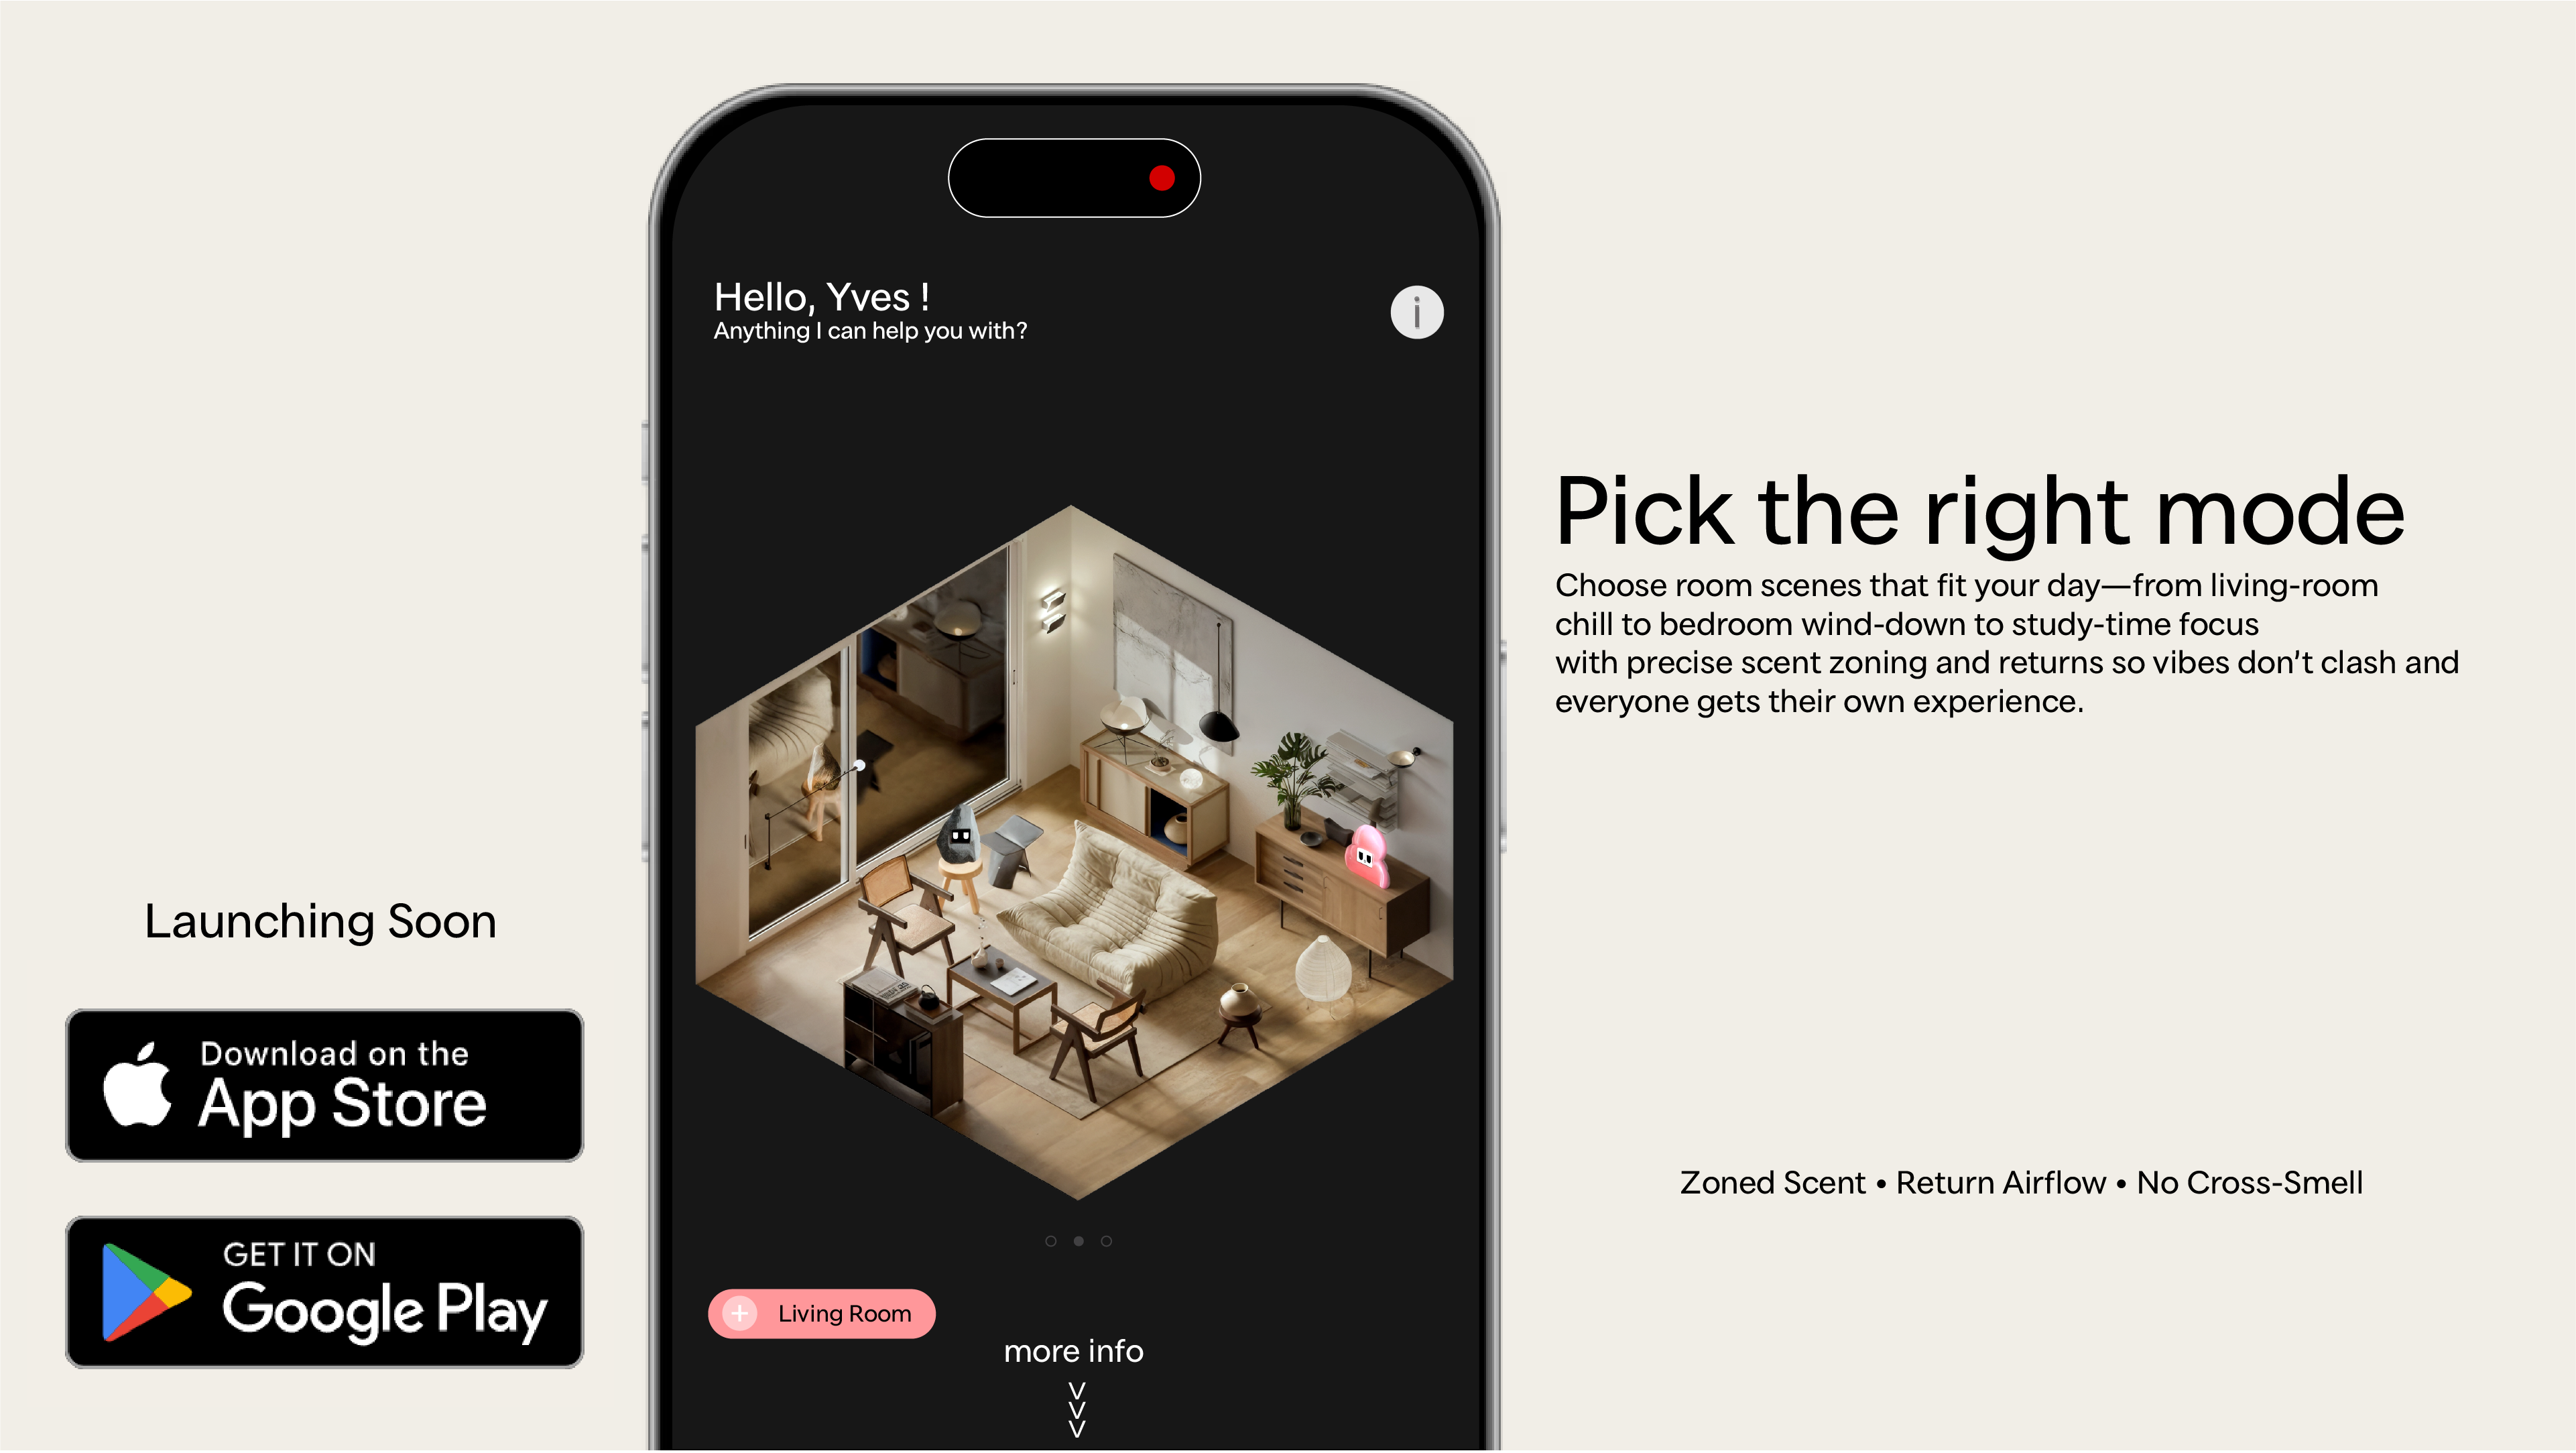 Hello, Yves !
Anything I can help you with?
i
Pick the right mode
Choose room scenes that fit your day—from living-room
chill to bedroom wind-down to study-time focus
with precise scent zoning and returns so vibes don’t clash and
everyone gets their own experience.
Launching Soon
Download on the
App Store
GET IT ON
Google Play
Zoned Scent • Return Airflow • No Cross-Smell
+ Living Room
more info